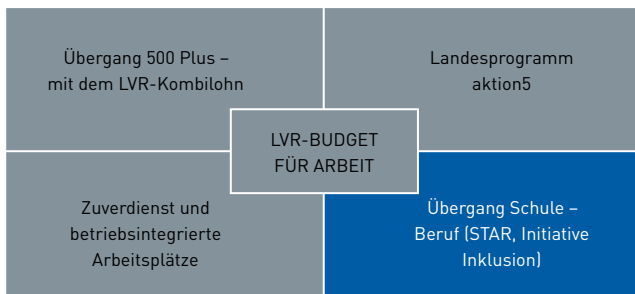 Übergang 500 Plus –
mit dem LVR-Kombilohn
Landesprogramm
aktion5
LVR-BUDGET
FÜR ARBEIT
Zuverdienst und
betriebsintegrierte
Arbeitsplätze
Übergang Schule –
Beruf (STAR, Initiative
Inklusion)